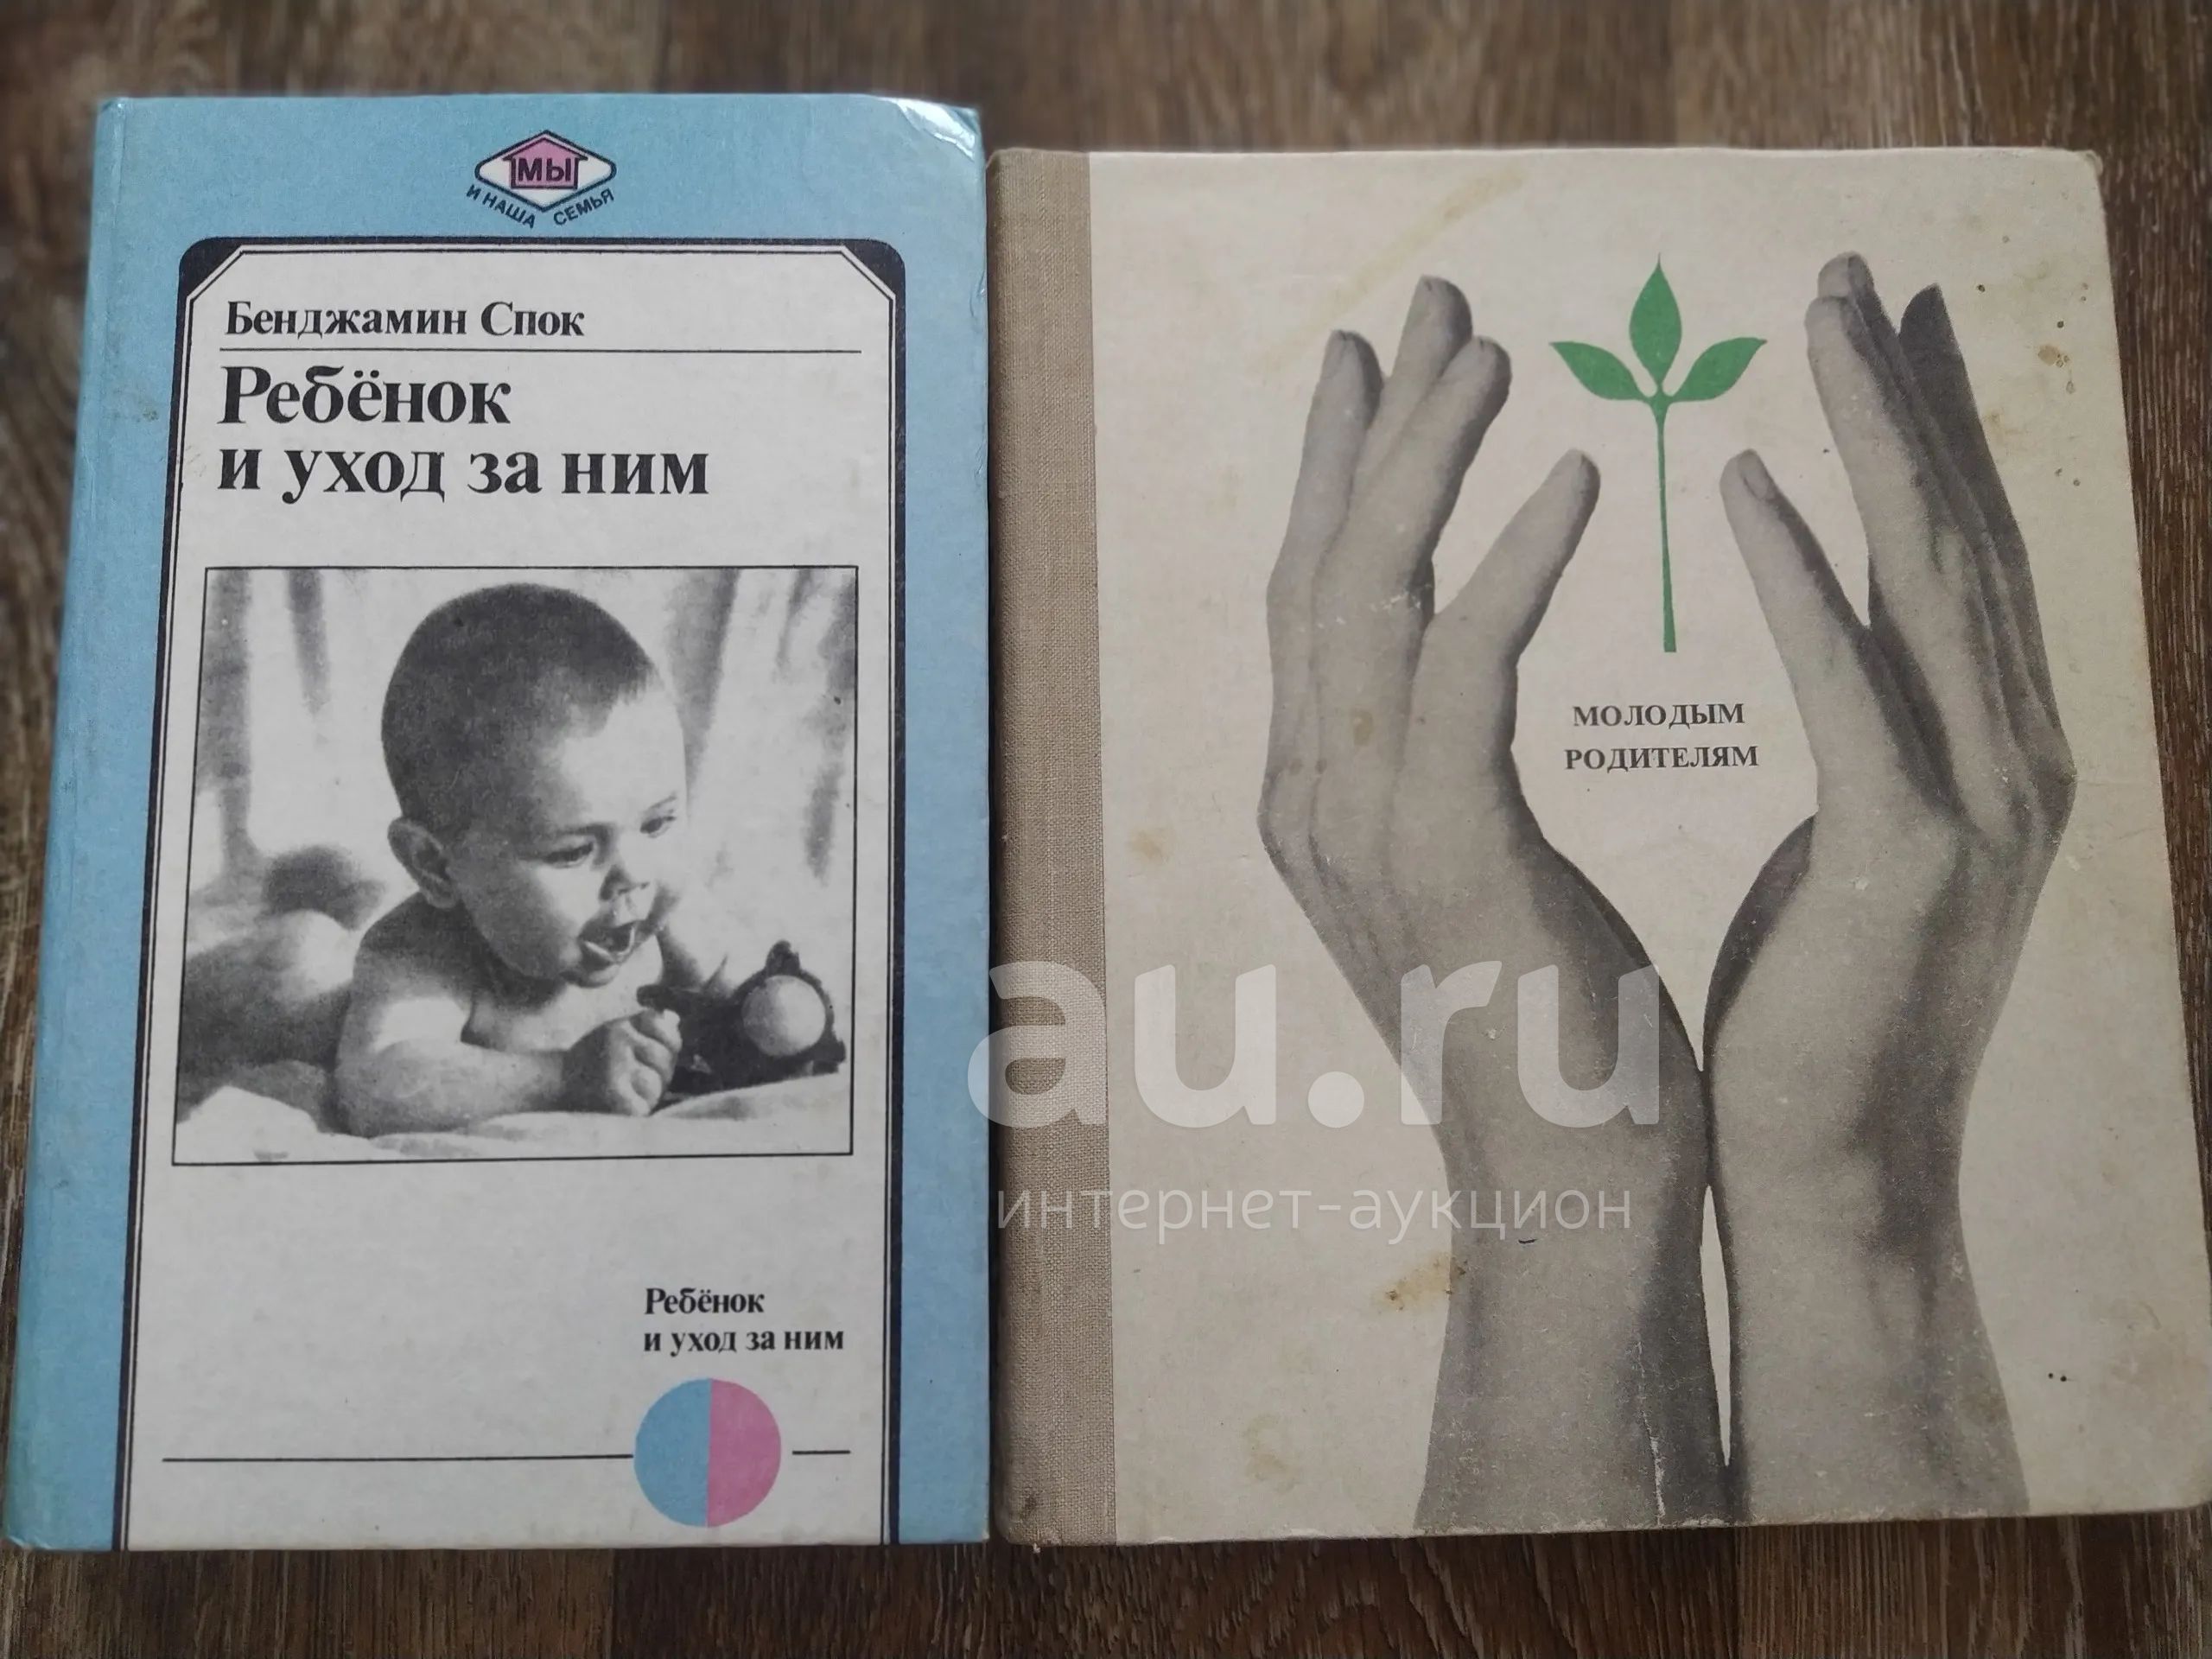 МЫ
И НАША СЕМЬЯ
Бенджамин Спок
Ребёнок
и уход за ним
Ребёнок
и уход за ним
МОЛОДЫМ
РОДИТЕЛЯМ
au.ru
интернет-аукцион